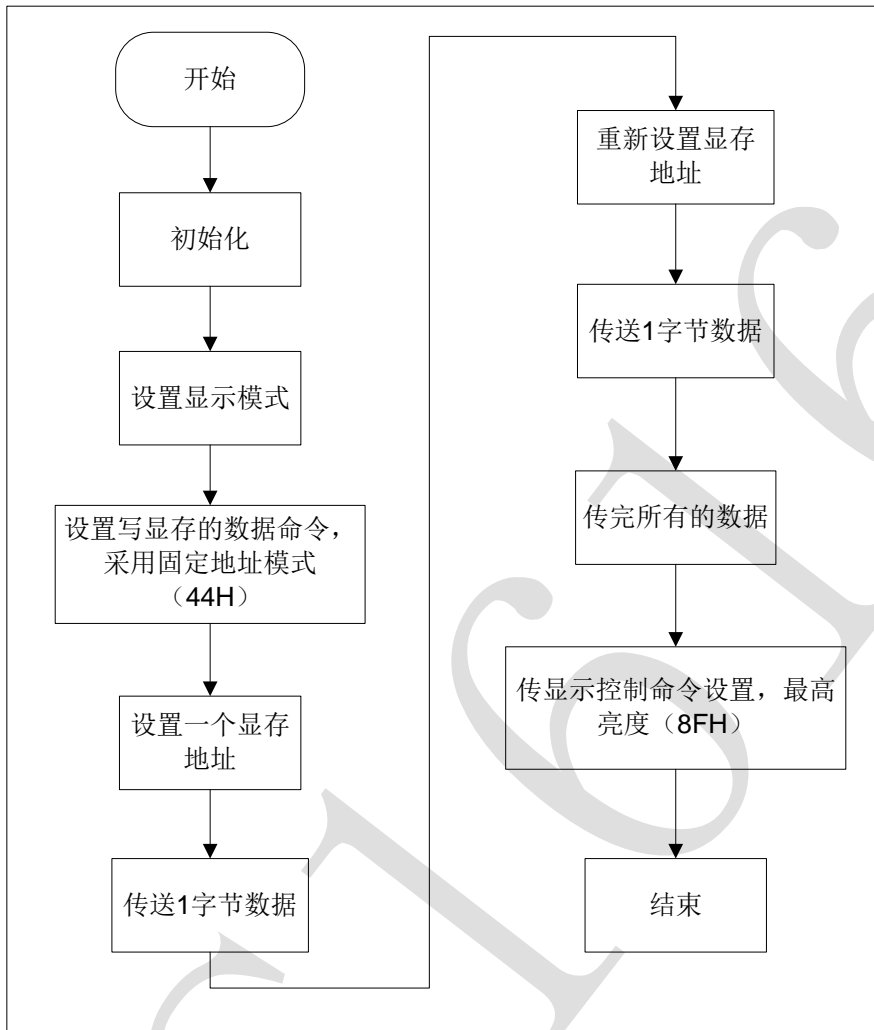 开始
初始化
设置显示模式
设置写显存的数据命令，
采用固定地址模式
（44H）
设置一个显存
地址
传送1字节数据
重新设置显存
地址
传送1字节数据
传完所有的数据
传显示控制命令设置，最高
亮度（8FH）
结束